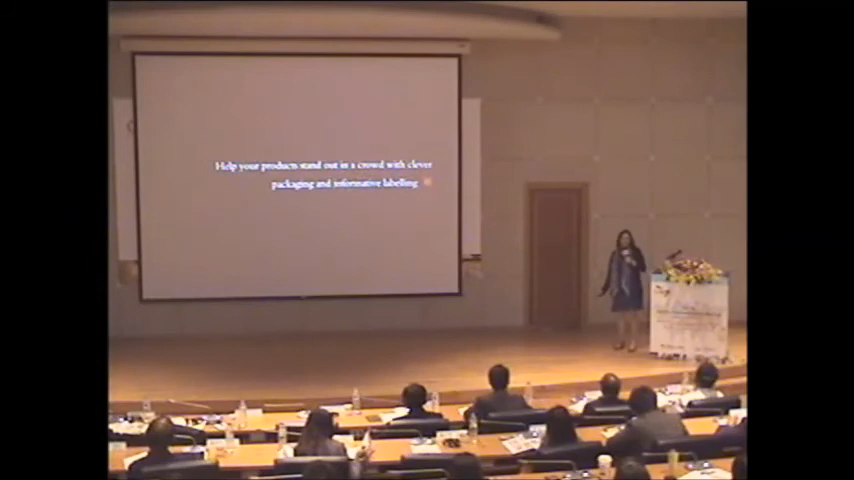 Help your products stand out in a crowd with clever
packaging and informative labelling